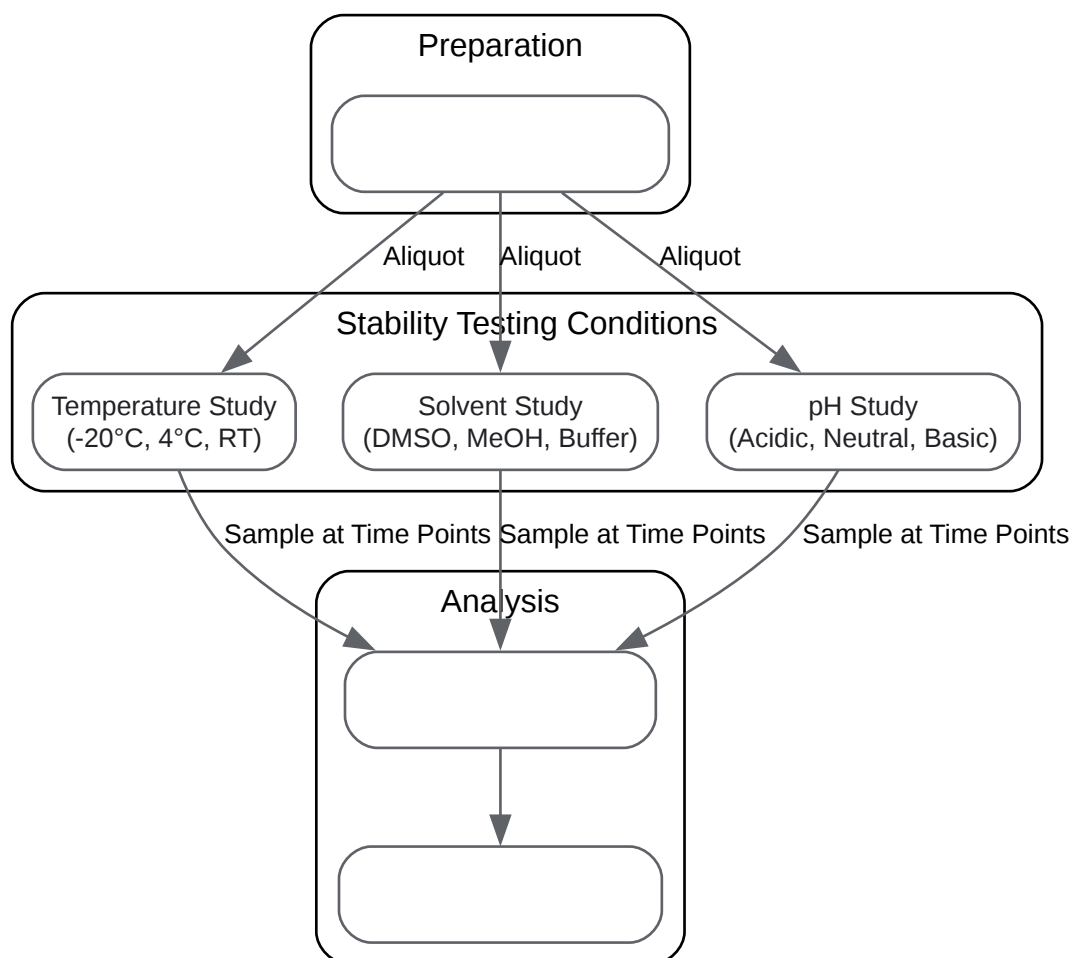 Preparation
Aliquot
Aliquot
Aliquot
Stability Testing Conditions
Temperature Study
(-20°C, 4°C, RT)
Solvent Study
(DMSO, MeOH, Buffer)
pH Study
(Acidic, Neutral, Basic)
Sample at Time Points
Sample at Time Points
Sample at Time Points
Analysis